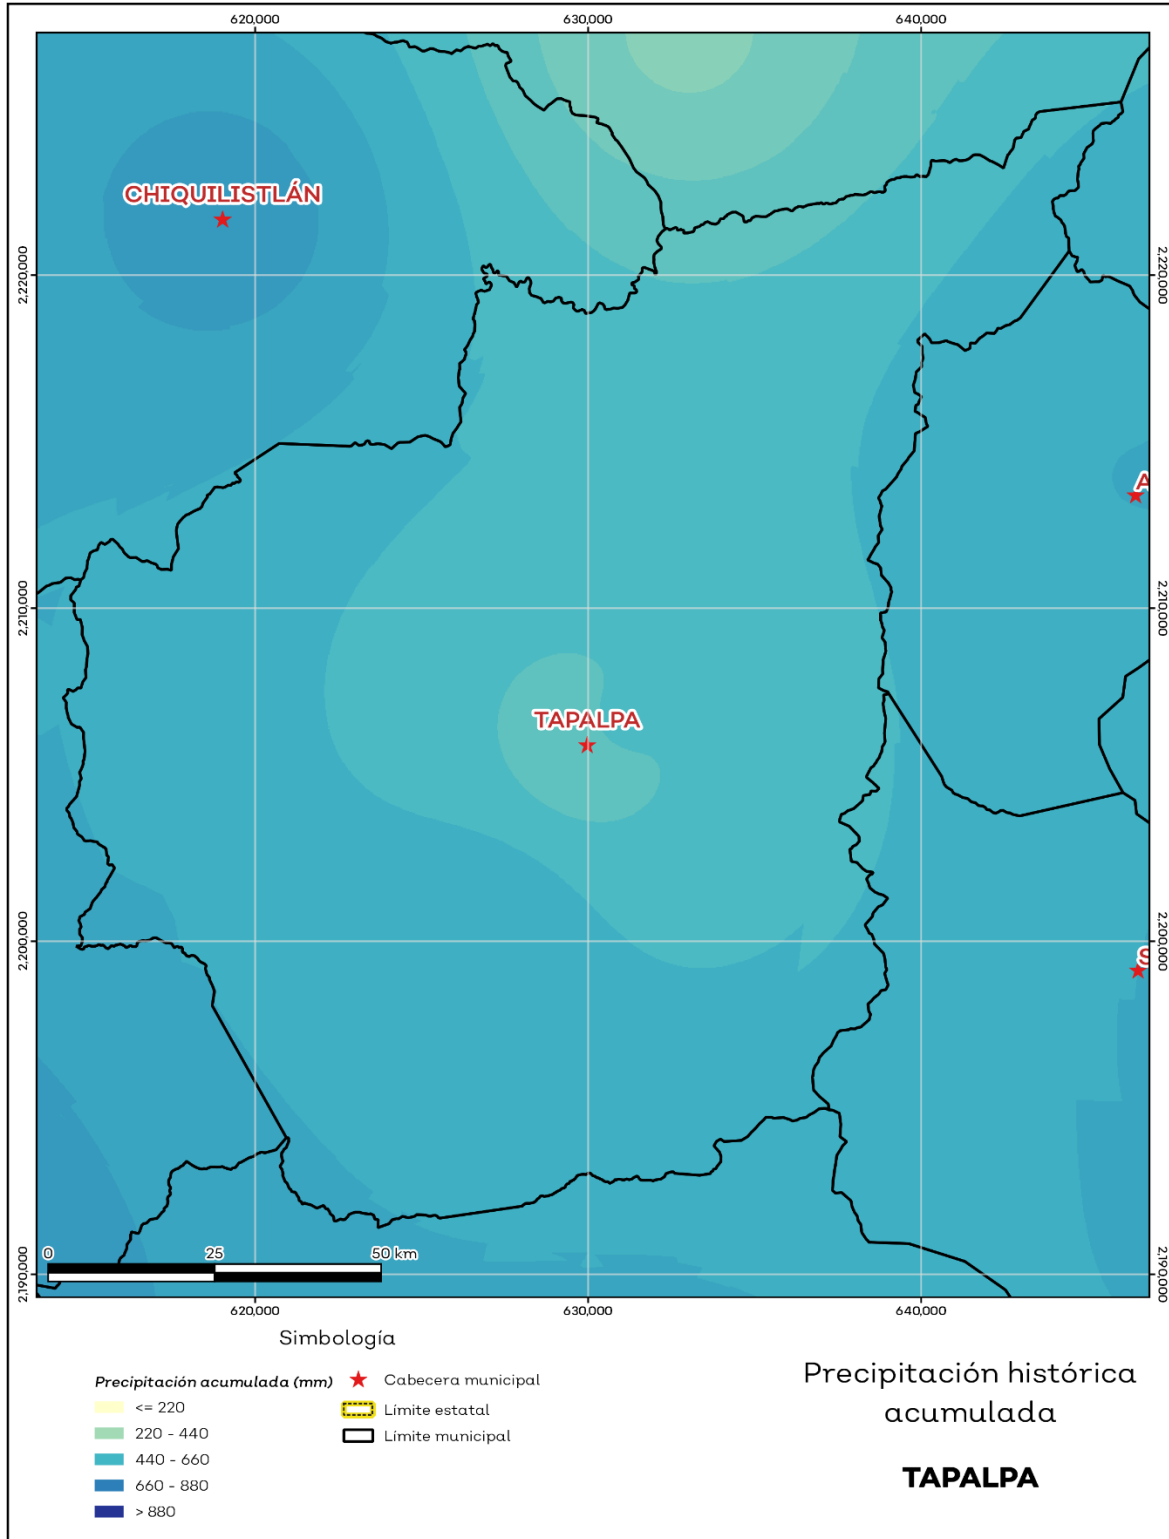 620,000 630,000 640,000
CHIQUILISTLÁN
2,220,000 2,220,000
A
2,210,000 2,210,000
TAPALPA
2,200,000 2,200,000
S
0 25 50 km
2,190,000 2,190,000
620,000 630,000 640,000
Simbología
Precipitación acumulada (mm)
<= 220
220 - 440
440 - 660
660 - 880
> 880
Cabecera municipal
Límite estatal
Límite municipal
Precipitación histórica
acumulada
TAPALPA